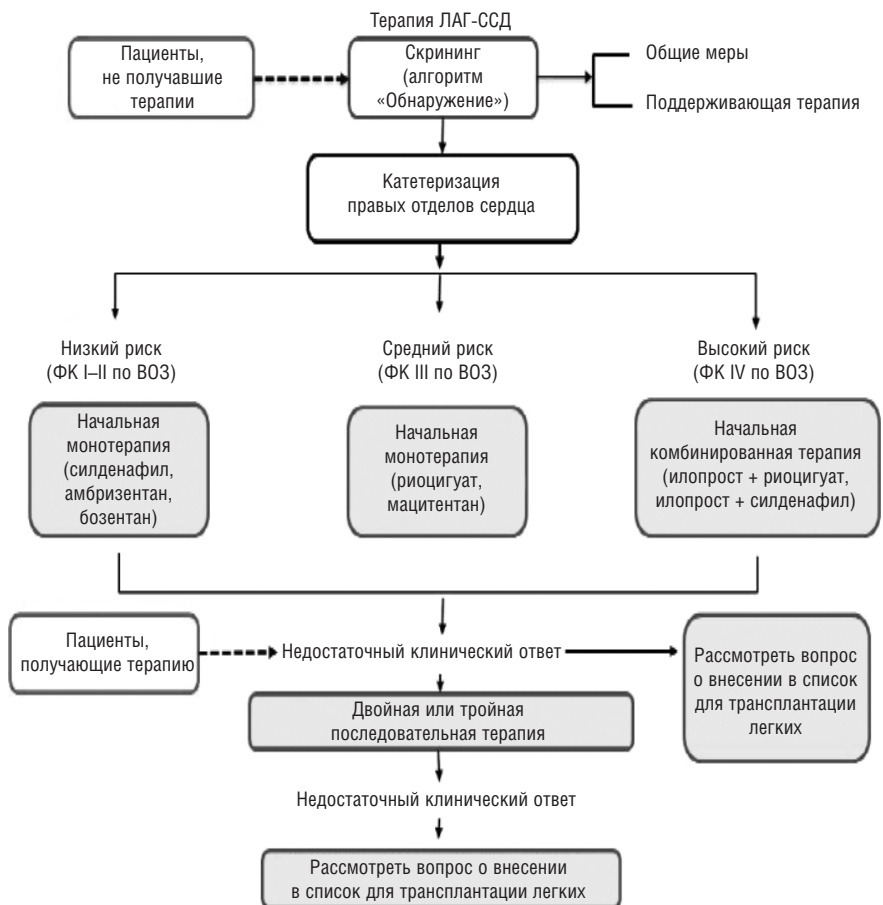 Терапия ЛАГ-ССД
Пациенты,
не получавшие
терапии
Скрининг
(алгоритм
«Обнаружение»)
Общие меры
Поддерживающая терапия
Катетеризация
правых отделов сердца
Низкий риск
(ФК I–II по ВОЗ)
Средний риск
(ФК III по ВОЗ)
Высокий риск
(ФК IV по ВОЗ)
Начальная
монотерапия
(силденафил,
амбризентан,
бозентан)
Начальная
монотерапия
(риоцигуат,
мацитентан)
Начальная
комбинированная терапия
(илопрост + риоцигуат,
илопрост + силденафил)
Пациенты,
получающие терапию
Недостаточный клинический ответ
Рассмотреть вопрос
о внесении в список
для трансплантации
легких
Двойная или тройная
последовательная терапия
Недостаточный клинический ответ
Рассмотреть вопрос о внесении
в список для трансплантации легких